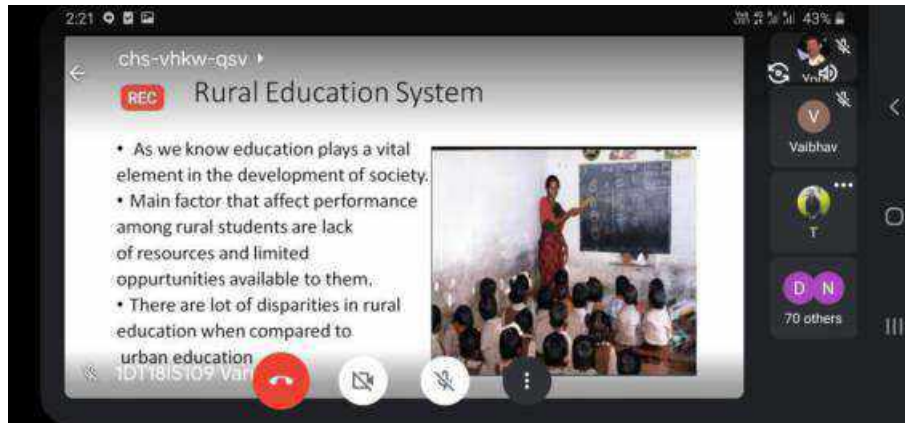 2:21
43%
chs-vhkw-qsv
REC
Rural Education System
• As we know education plays a vital
element in the development of society.
• Main factor that affect performance
among rural students are lack
of resources and limited
oppurtunities available to them.
• There are lot of disparities in rural
education when compared to
urban education
1DT18IS109 Var
Vaibhav
T
V
D N
70 others